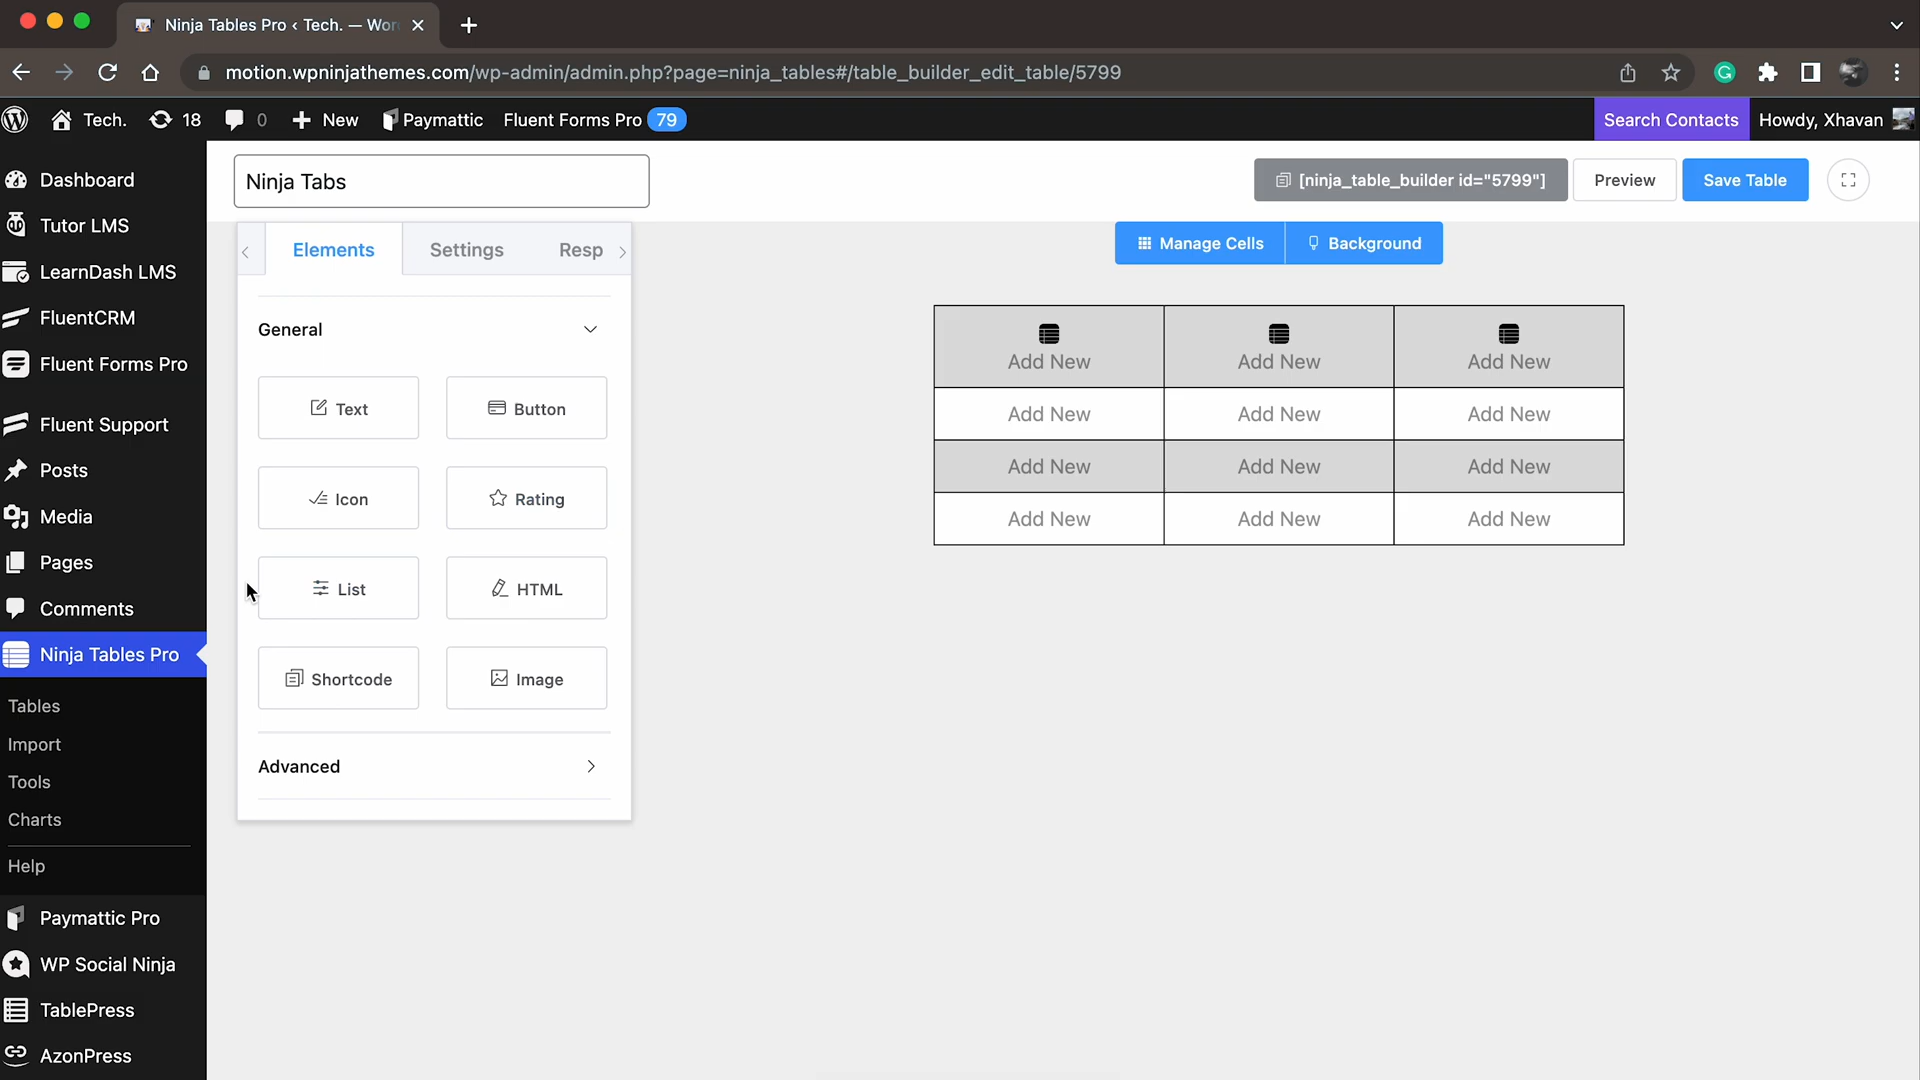 Ninja Tables Pro ‹ Tech. — Wor
motion.wpninjathemes.com/wp-admin/admin.php?page=ninja_tables#/table_builder_edit_table/5799
Tech. 18 0 New Paymattic Fluent Forms Pro 79 Search Contacts Howdy, Xhavan
Dashboard
Tutor LMS
LearnDash LMS
FluentCRM
Fluent Forms Pro
Fluent Support
Posts
Media
Pages
Comments
Ninja Tables Pro
Tables
Import
Tools
Charts
Help
Paymattic Pro
WP Social Ninja
TablePress
AzonPress
Ninja Tabs
[ninja_table_builder id="5799"] Preview Save Table
Elements Settings Resp
General
Text Button
Icon Rating
List HTML
Shortcode Image
Advanced
Manage Cells Background
Add New Add New Add New
Add New Add New Add New
Add New Add New Add New
Add New Add New Add New